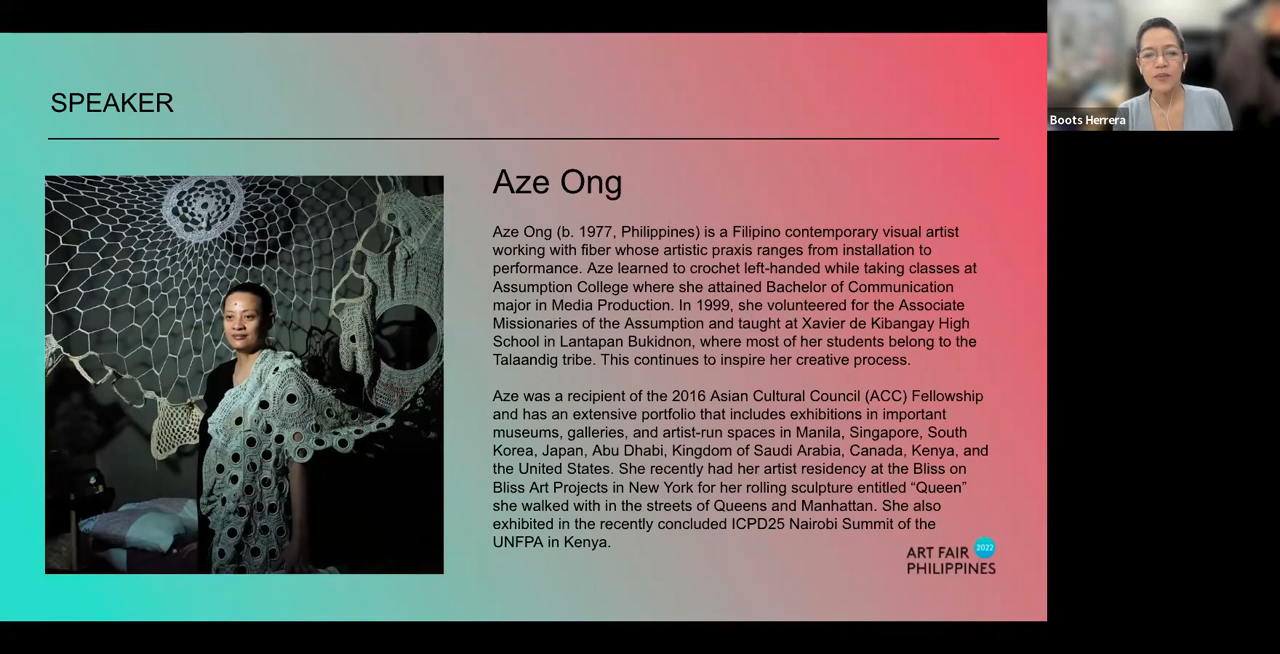 SPEAKER
Aze Ong
Aze Ong (b. 1977, Philippines) is a Filipino contemporary visual artist
working with fiber whose artistic praxis ranges from installation to
performance. Aze learned to crochet left-handed while taking classes at
Assumption College where she attained Bachelor of Communication
major in Media Production. In 1999, she volunteered for the Associate
Missionaries of the Assumption and taught at Xavier de Kibangay High
School in Lantapan Bukidnon, where most of her students belong to the
Talaandig tribe. This continues to inspire her creative process.
Aze was a recipient of the 2016 Asian Cultural Council (ACC) Fellowship
and has an extensive portfolio that includes exhibitions in important
museums, galleries, and artist-run spaces in Manila, Singapore, South
Korea, Japan, Abu Dhabi, Kingdom of Saudi Arabia, Canada, Kenya, and
the United States. She recently had her artist residency at the Bliss on
Bliss Art Projects in New York for her rolling sculpture entitled “Queen”
she walked with in the streets of Queens and Manhattan. She also
exhibited in the recently concluded ICPD25 Nairobi Summit of the
UNFPA in Kenya.
ART FAIR 2022
PHILIPPINES
Boots Herrera